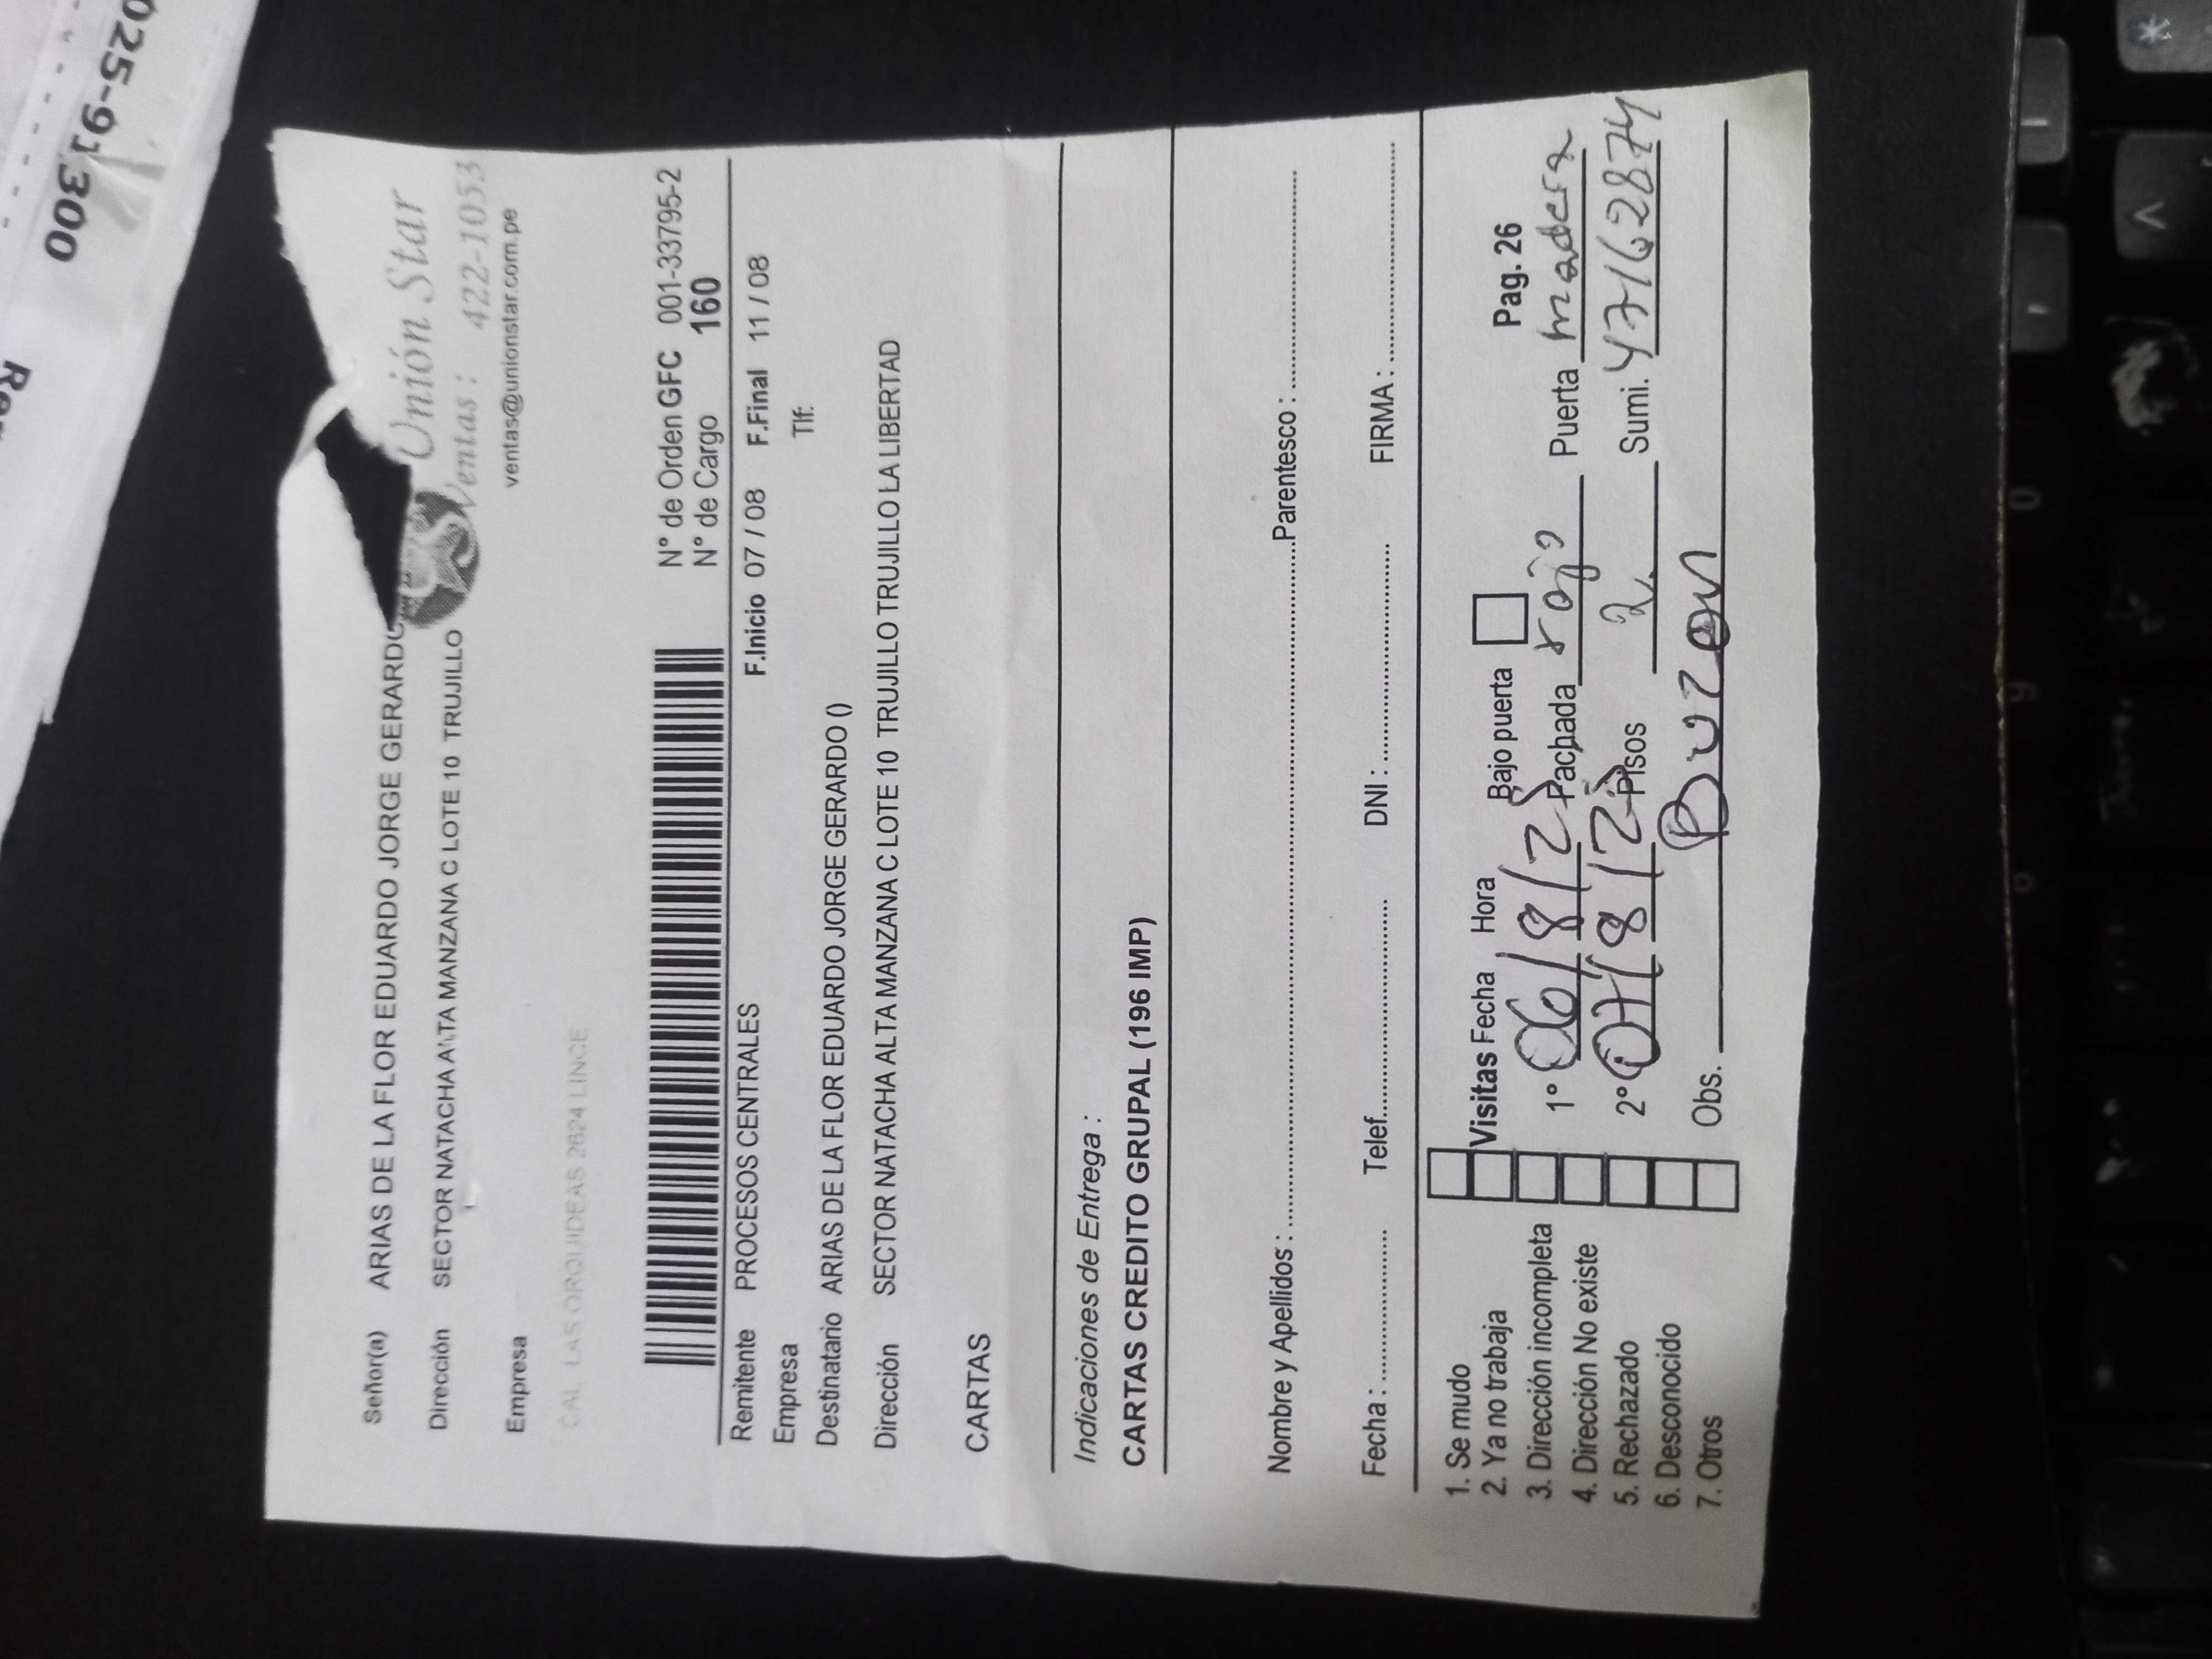 025-91300
Señor(a) ARIAS DE LA FLOR EDUARDO JORGE GERARDO
Unión Star
Dirección SECTOR NATACHA ALTA MANZANA C LOTE 10 TRUJILLO
Ventas : 422-1053
Empresa
ventas@unionstar.com.pe
CAL LAS ORQUIDEAS 2624 LINCE
N° de Orden GFC 001-33795-2
N° de Cargo 160
Remitente PROCESOS CENTRALES F.Inicio 07 / 08 F.Final 11 / 08
Empresa Tlf:
Destinatario ARIAS DE LA FLOR EDUARDO JORGE GERARDO ()
Dirección SECTOR NATACHA ALTA MANZANA C LOTE 10 TRUJILLO TRUJILLO LA LIBERTAD
CARTAS
Indicaciones de Entrega :
CARTAS CREDITO GRUPAL (196 IMP)
Nombre y Apellidos : Parentesco :
Fecha : Telef. DNI : FIRMA :
1. Se mudo
2. Ya no trabaja Visitas Fecha Hora Bajo puerta Pag. 26
3. Dirección incompleta
4. Dirección No existe 1° 06/8/25 Fachada rojo Puerta madera
5. Rechazado 2° 07/8/25 Pisos 2 Sumi. 47162874
6. Desconocido
7. Otros Obs. Buzon